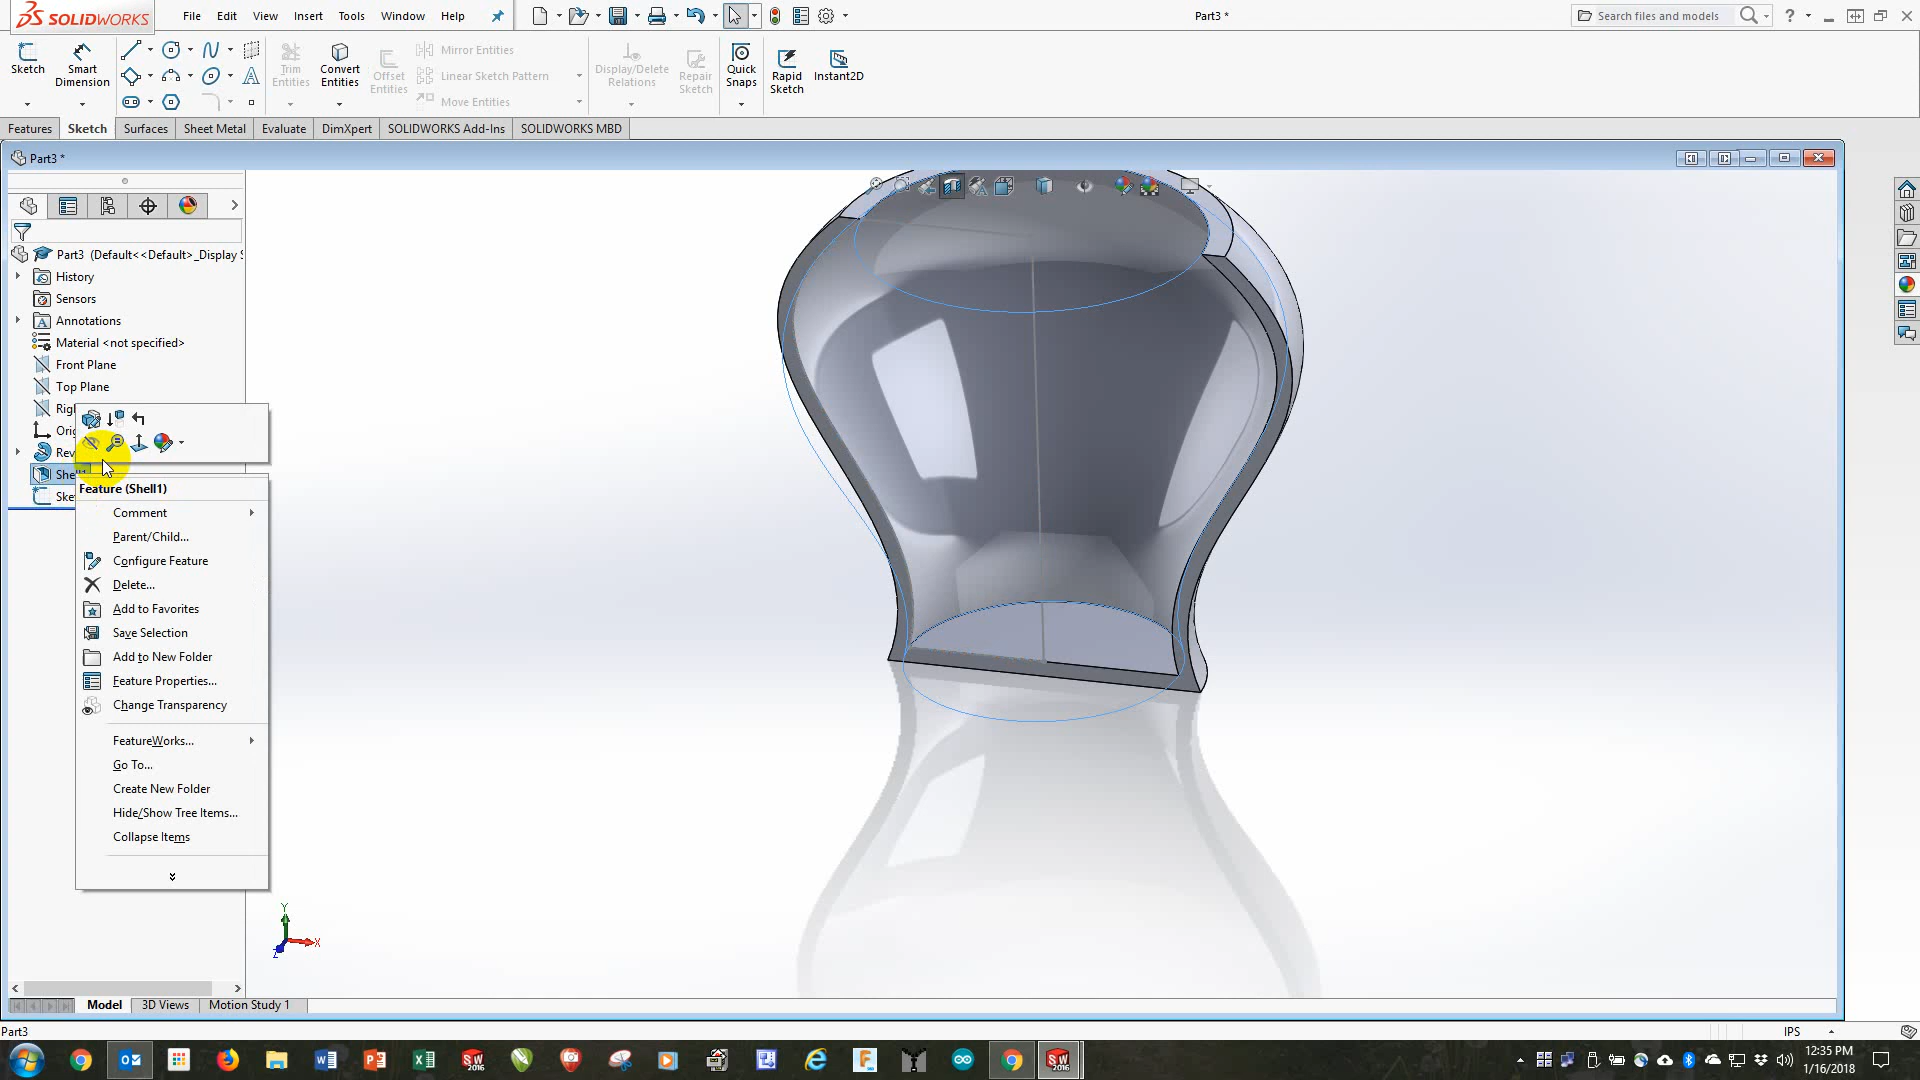 SOLIDWORKS
File Edit View Insert Tools Window Help
Part3 *
Search files and models
Sketch
Smart Dimension
Trim Entities
Convert Entities
Offset Entities
Mirror Entities
Linear Sketch Pattern
Move Entities
Display/Delete Relations
Repair Sketch
Quick Snaps
Rapid Sketch
Instant2D
Features Sketch Surfaces Sheet Metal Evaluate DimXpert SOLIDWORKS Add-Ins SOLIDWORKS MBD
Part3 *
Part3 (Default<<Default>_Display S
History
Sensors
Annotations
Material <not specified>
Front Plane
Top Plane
Rig
Orig
Rev
Shell1
Ske
Feature (Shell1)
Comment
Parent/Child...
Configure Feature
Delete...
Add to Favorites
Save Selection
Add to New Folder
Feature Properties...
Change Transparency
FeatureWorks...
Go To...
Create New Folder
Hide/Show Tree Items...
Collapse Items
Y
X
Z
Model 3D Views Motion Study 1
Part3
IPS
12:35 PM
1/16/2018